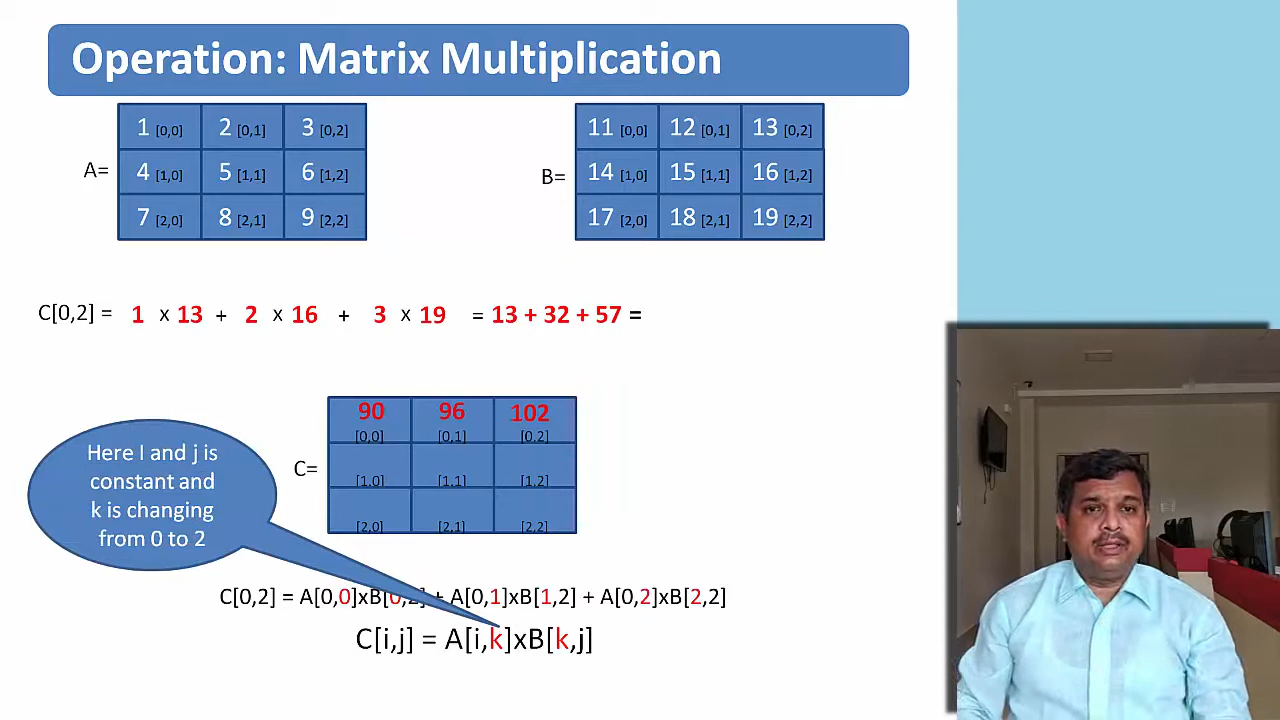 Operation: Matrix Multiplication
A=
1 [0,0] 2 [0,1] 3 [0,2]
4 [1,0] 5 [1,1] 6 [1,2]
7 [2,0] 8 [2,1] 9 [2,2]
B=
11 [0,0] 12 [0,1] 13 [0,2]
14 [1,0] 15 [1,1] 16 [1,2]
17 [2,0] 18 [2,1] 19 [2,2]
C[0,2] = 1 x 13 + 2 x 16 + 3 x 19 = 13 + 32 + 57 =
C=
90 96 102
[0,0] [0,1] [0,2]
[1,0] [1,1] [1,2]
[2,0] [2,1] [2,2]
Here I and j is
constant and
k is changing
from 0 to 2
C[0,2] = A[0,0]xB[0,2] + A[0,1]xB[1,2] + A[0,2]xB[2,2]
C[i,j] = A[i,k]xB[k,j]